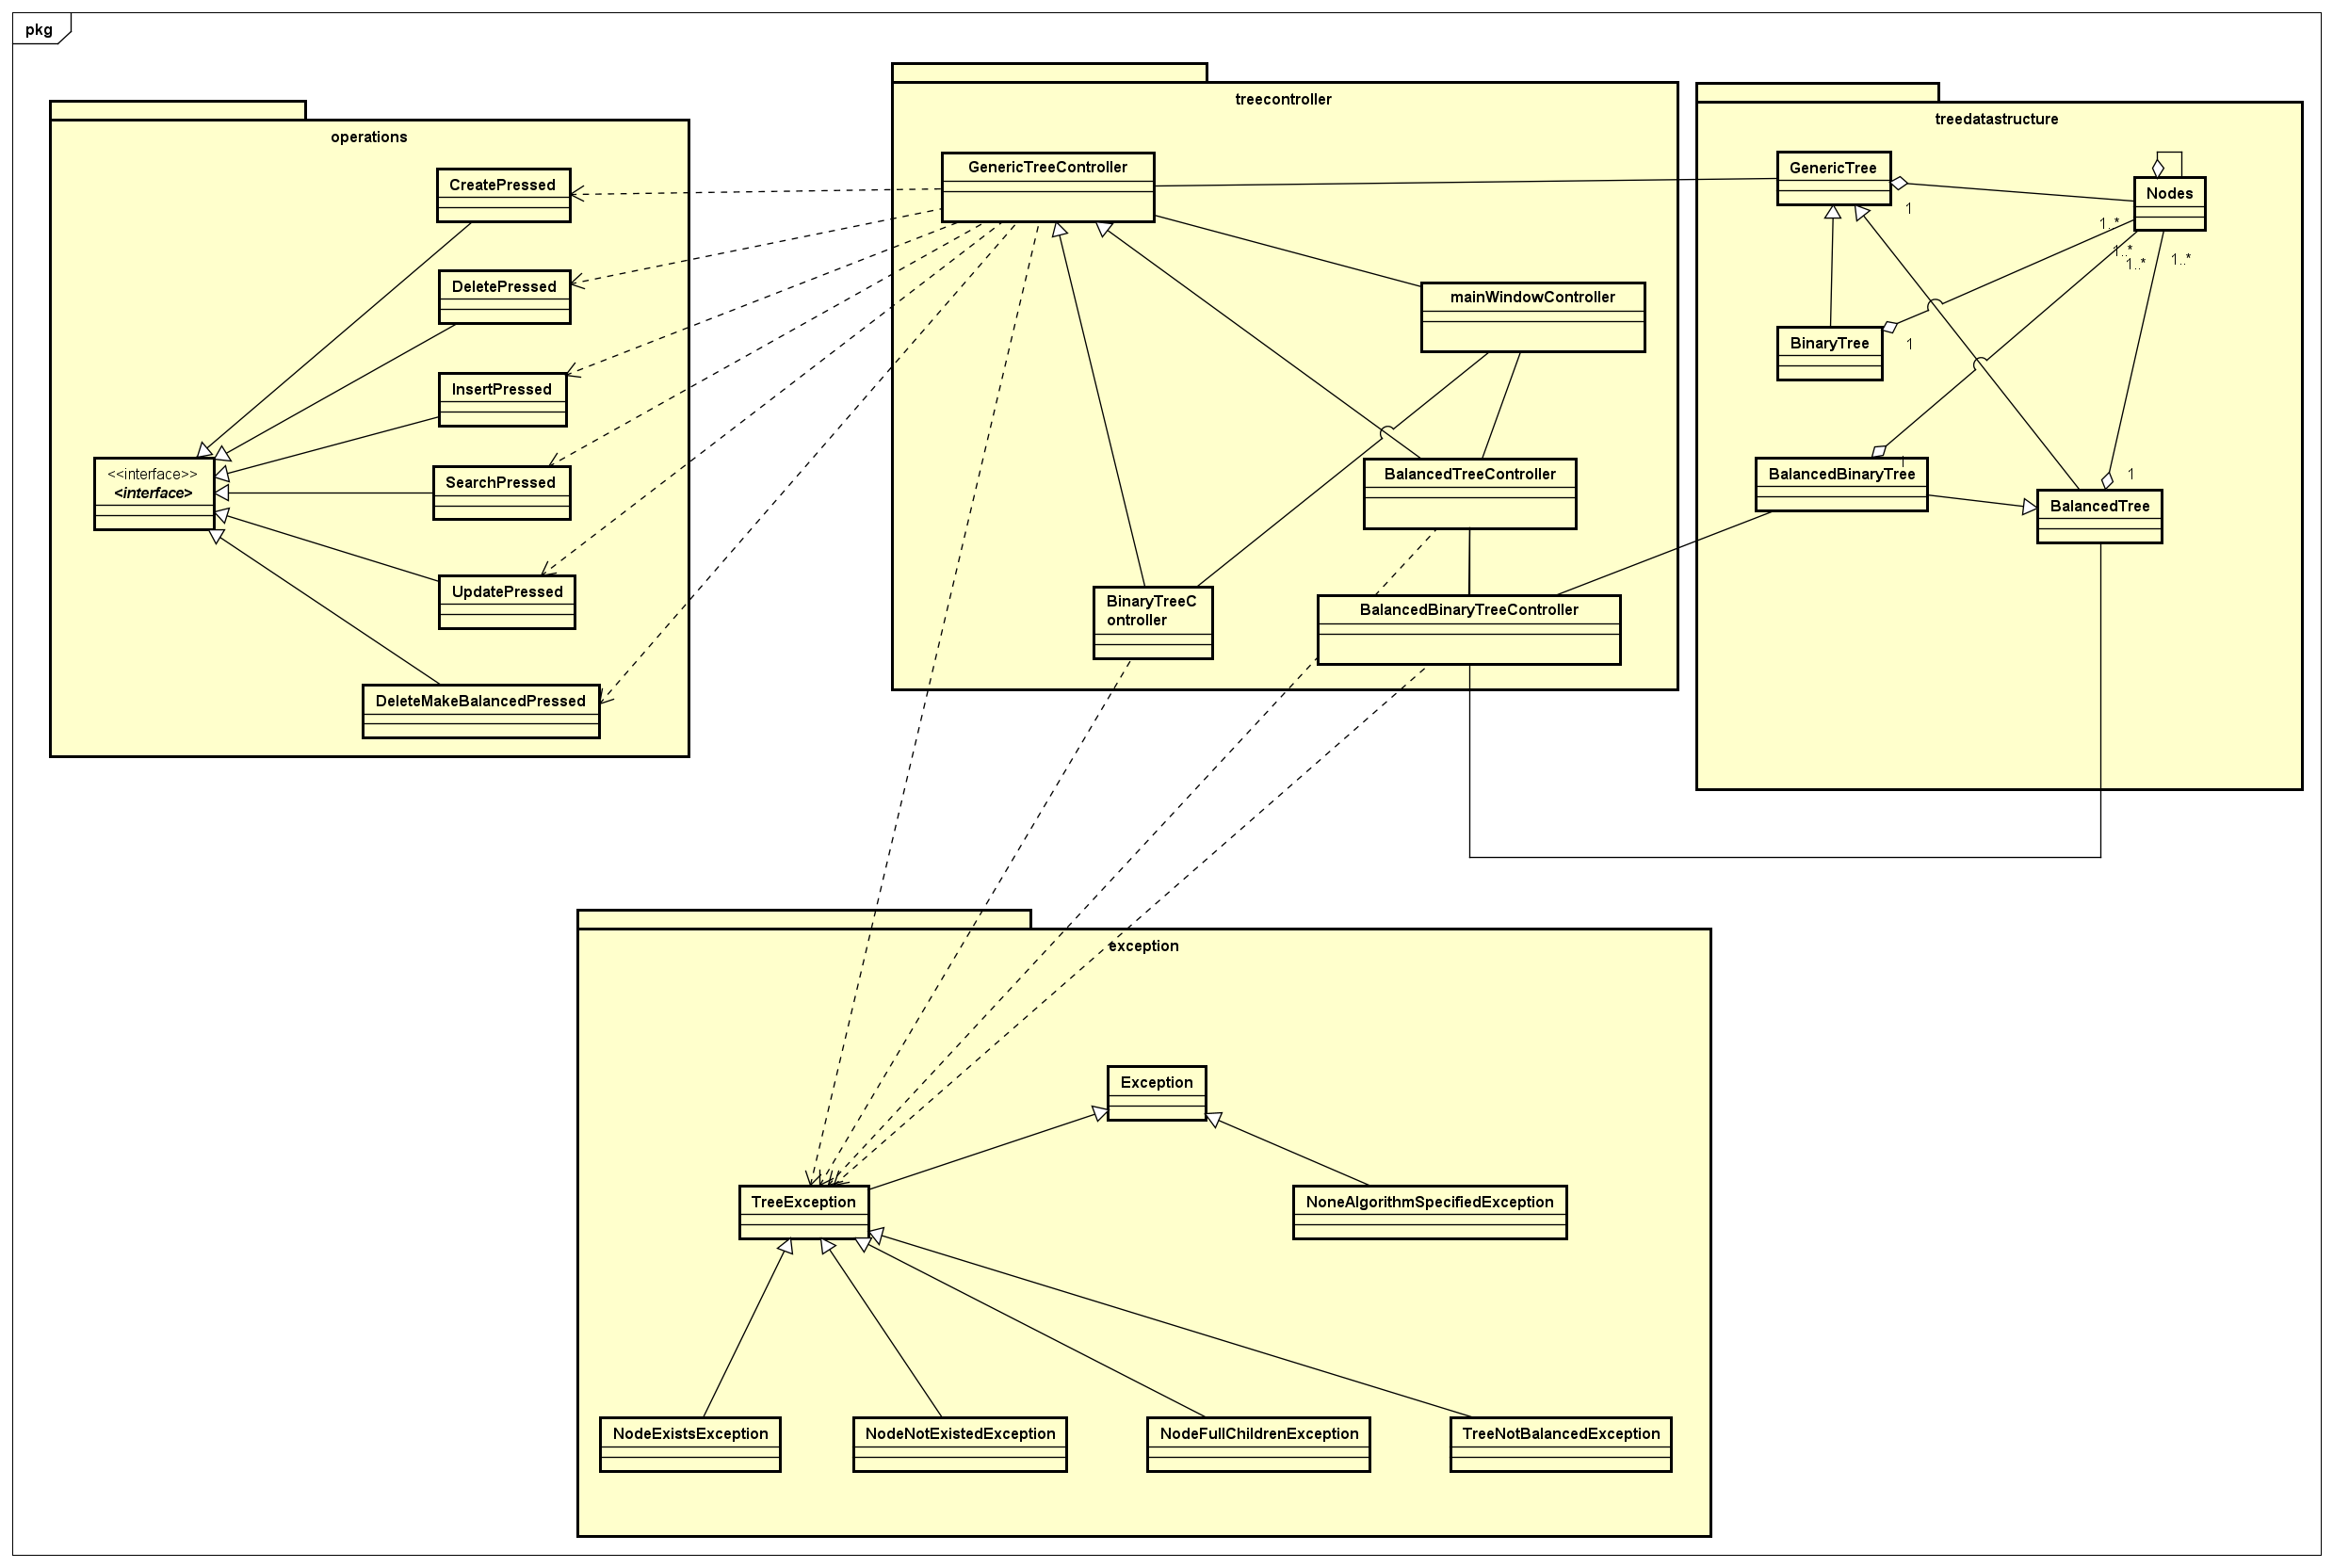 pkg
operations
CreatePressed
DeletePressed
InsertPressed
<<interface>>
<interface>
SearchPressed
UpdatePressed
DeleteMakeBalancedPressed
treecontroller
GenericTreeController
mainWindowController
BalancedTreeController
BinaryTreeC
ontroller
BalancedBinaryTreeController
treedatastructure
GenericTree
Nodes
1
1..*
1..*
1..*
1..*
BinaryTree
1
BalancedBinaryTree
1
1
BalancedTree
exception
Exception
TreeException
NoneAlgorithmSpecifiedException
NodeExistsException
NodeNotExistedException
NodeFullChildrenException
TreeNotBalancedException